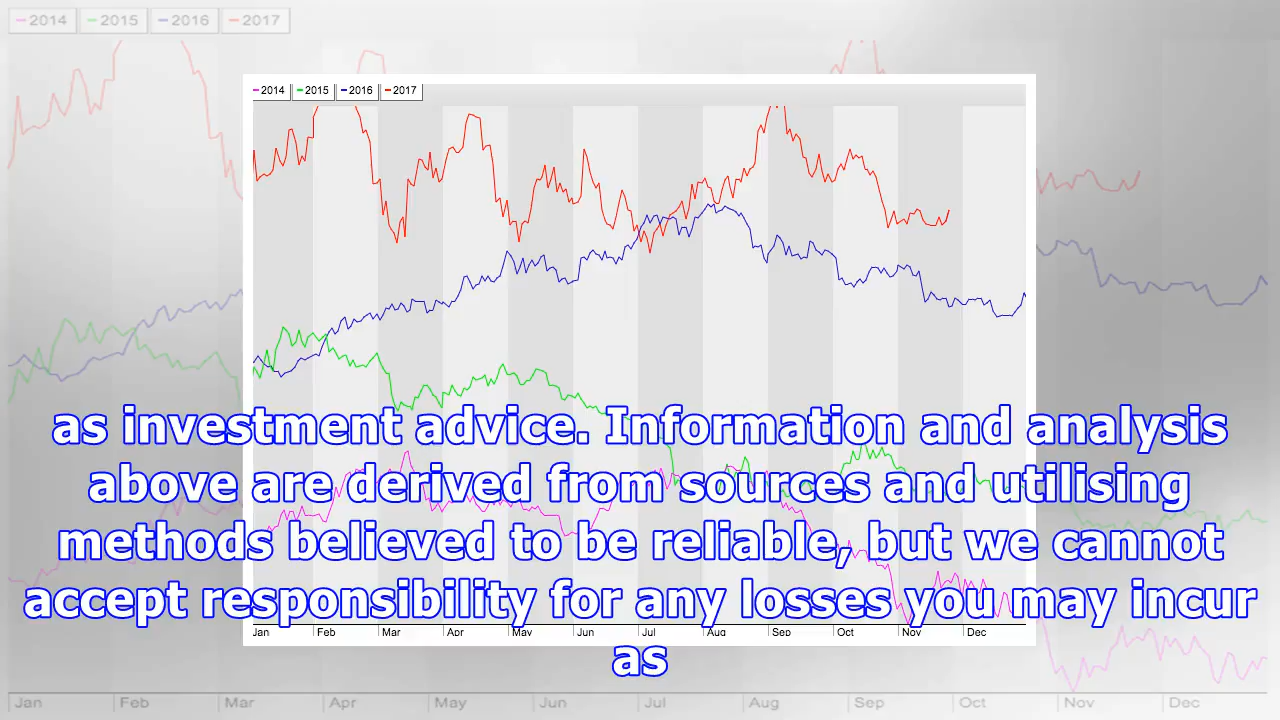 2014 2015 2016 2017
2014 2015 2016 2017
as investment advice. Information and analysis
above are derived from sources and utilising
methods believed to be reliable, but we cannot
accept responsibility for any losses you may incur
as
Jan Feb Mar Apr May Jun Jul Aug Sep Oct Nov Dec
Jan Feb Mar Apr May Jun Jul Aug Sep Oct Nov Dec